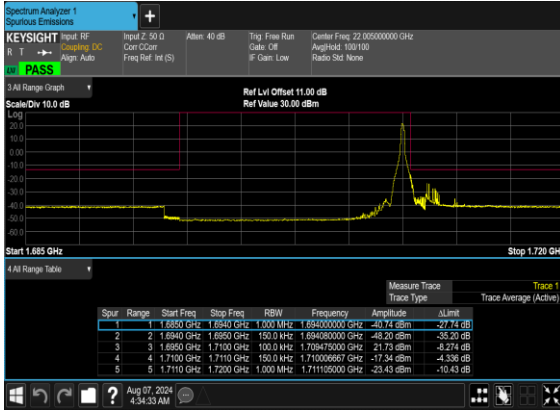 Spectrum Analyzer 1
Spurious Emissions
+
KEYSIGHT Input: RF Input Z: 50 Ω Atten: 40 dB Trig: Free Run Center Freq: 22.005000000 GHz
R T Coupling: DC Corr CCorr Gate: Off Avg|Hold: 100/100
Align: Auto Freq Ref: Int (S) IF Gain: Low Radio Std: None
PASS
3 All Range Graph Ref Lvl Offset 11.00 dB
Scale/Div 10.0 dB Ref Value 30.00 dBm
Log
20.0
10.0
0.00
-10.0
-20.0
-30.0
-40.0
-50.0
-60.0
Start 1.685 GHz Stop 1.720 GH
4 All Range Table
Measure Trace Trace 1
Trace Type Trace Average (Active)
Spur Range Start Freq Stop Freq RBW Frequency Amplitude ΔLimit
1 1 1.6850 GHz 1.6940 GHz 1.000 MHz 1.694000000 GHz -40.74 dBm -27.74 dB
2 2 1.6940 GHz 1.6950 GHz 150.0 kHz 1.694080000 GHz -48.20 dBm -35.20 dB
3 3 1.6950 GHz 1.7100 GHz 100.0 kHz 1.709475000 GHz 21.73 dBm -8.274 dB
4 4 1.7100 GHz 1.7110 GHz 150.0 kHz 1.710006667 GHz -17.34 dBm -4.336 dB
5 5 1.7110 GHz 1.7200 GHz 1.000 MHz 1.711105000 GHz -23.43 dBm -10.43 dB
? Aug 07, 2024
4:34:33 AM